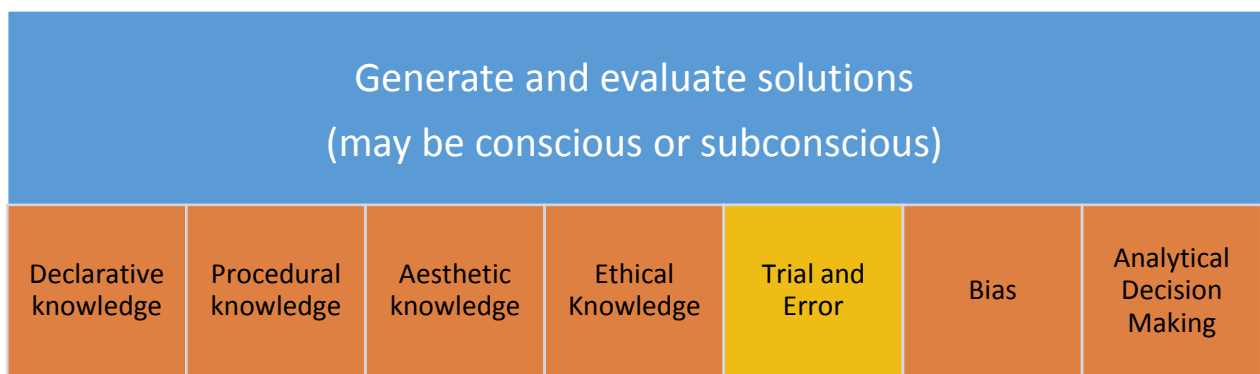 Generate and evaluate solutions
(may be conscious or subconscious)
Declarative
knowledge
Procedural
knowledge
Aesthetic
knowledge
Ethical
Knowledge
Trial and
Error
Bias
Analytical
Decision
Making